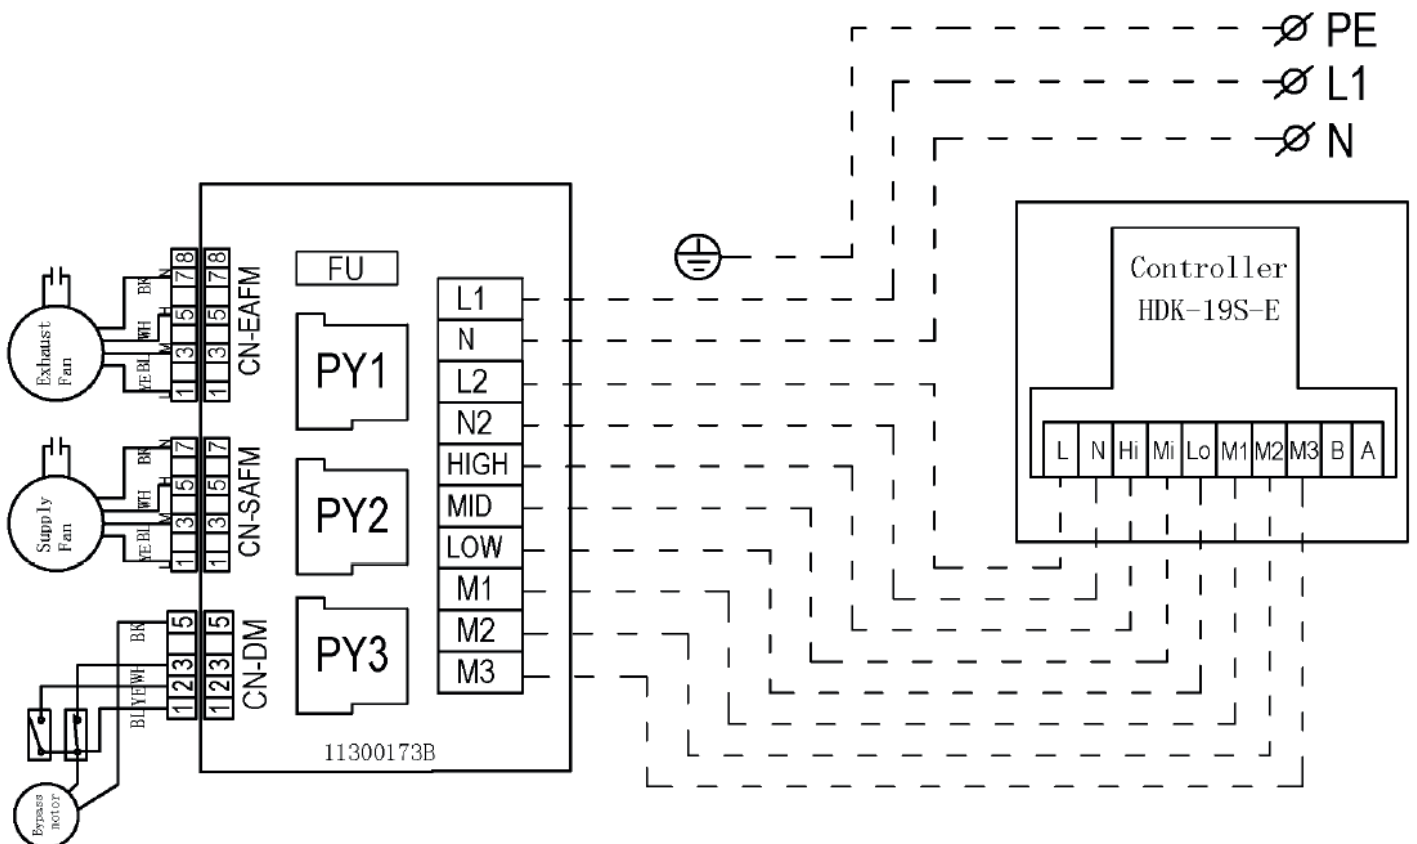 PE
L1
N
Controller
HDK-19S-E
L N Hi Mi Lo M1 M2 M3 B A
FU
PY1
PY2
PY3
11300173B
L1
N
L2
N2
HIGH
MID
LOW
M1
M2
M3
CN-EAFM
1 3 5 7 8
1 3 5 7 8
CN-SAFM
1 3 5 7
1 3 5 7
CN-DM
1 2 3 5
1 2 3 5
Exhaust
Fan
BK
WH
BL
YE
N
H
M
L
Supply
Fan
BK
WH
BL
YE
N
H
M
L
BK
WH
YE
BL
Bypass
motor